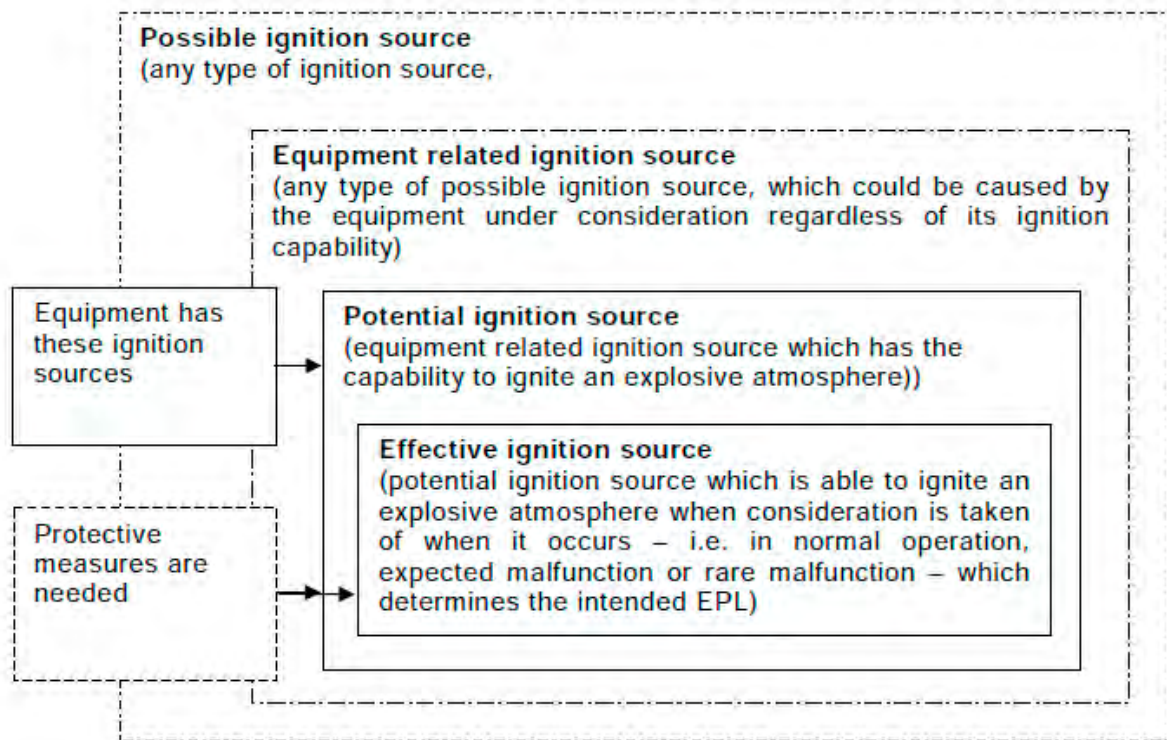 Possible ignition source
(any type of ignition source,
Equipment related ignition source
(any type of possible ignition source, which could be caused by
the equipment under consideration regardless of its ignition
capability)
Equipment has
these ignition
sources
Potential ignition source
(equipment related ignition source which has the
capability to ignite an explosive atmosphere))
Effective ignition source
(potential ignition source which is able to ignite an
explosive atmosphere when consideration is taken
of when it occurs – i.e. in normal operation,
expected malfunction or rare malfunction – which
determines the intended EPL)
Protective
measures are
needed